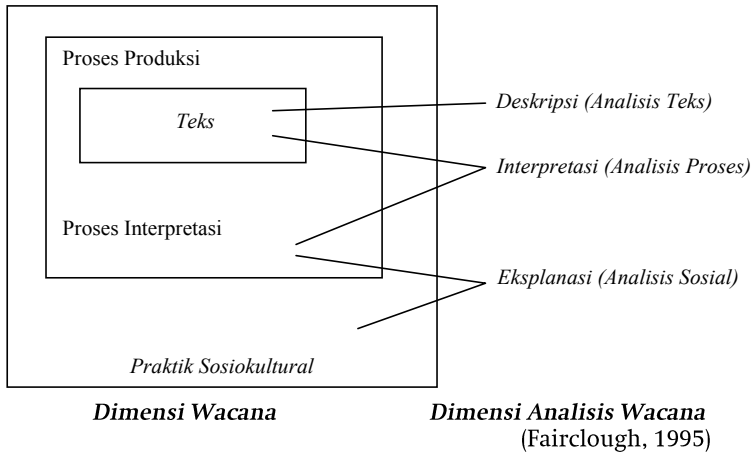 Proses Produksi
Teks
Deskripsi (Analisis Teks)
Interpretasi (Analisis Proses)
Proses Interpretasi
Eksplanasi (Analisis Sosial)
Praktik Sosiokultural
Dimensi Wacana
Dimensi Analisis Wacana
(Fairclough, 1995)